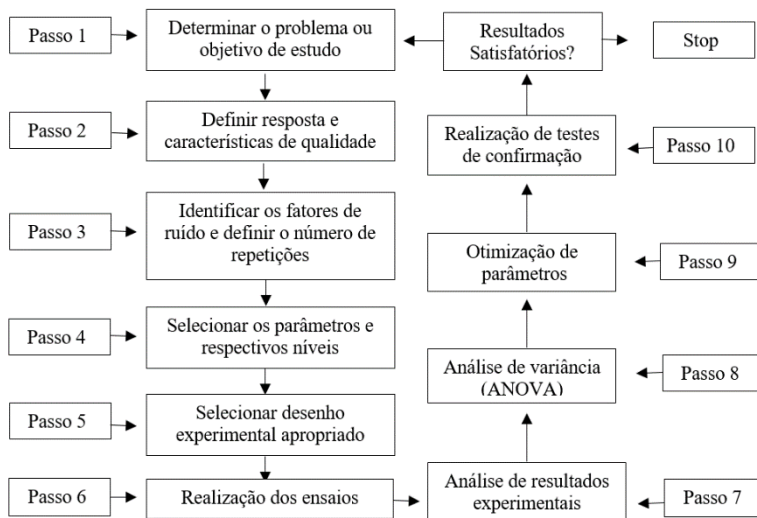 Passo 1
Determinar o problema ou
objetivo de estudo
Passo 2
Definir resposta e
características de qualidade
Passo 3
Identificar os fatores de
ruído e definir o número de
repetições
Passo 4
Selecionar os parâmetros e
respectivos níveis
Passo 5
Selecionar desenho
experimental apropriado
Passo 6
Realização dos ensaios
Análise de resultados
experimentais
Passo 7
Análise de variância
(ANOVA)
Passo 8
Otimização de
parâmetros
Passo 9
Realização de testes
de confirmação
Passo 10
Resultados
Satisfatórios?
Stop